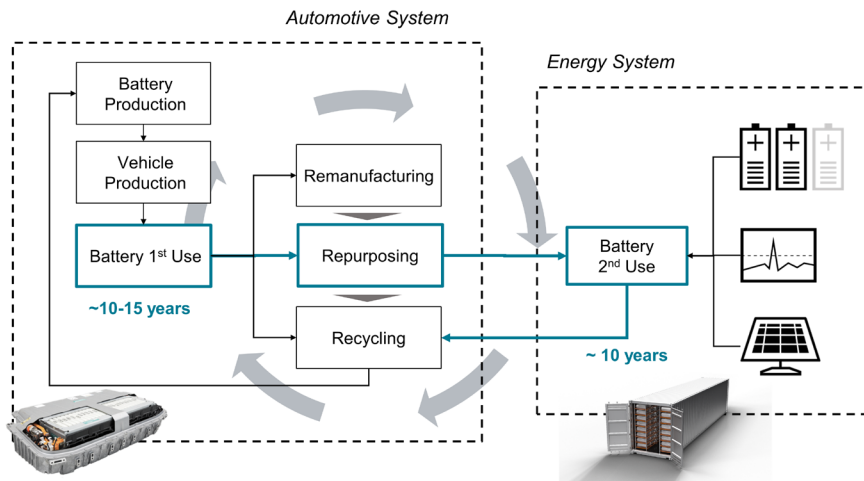 Automotive System
Energy System
Battery
Production
Vehicle
Production
Battery 1st Use
~10-15 years
Remanufacturing
Repurposing
Recycling
Battery
2nd Use
~ 10 years